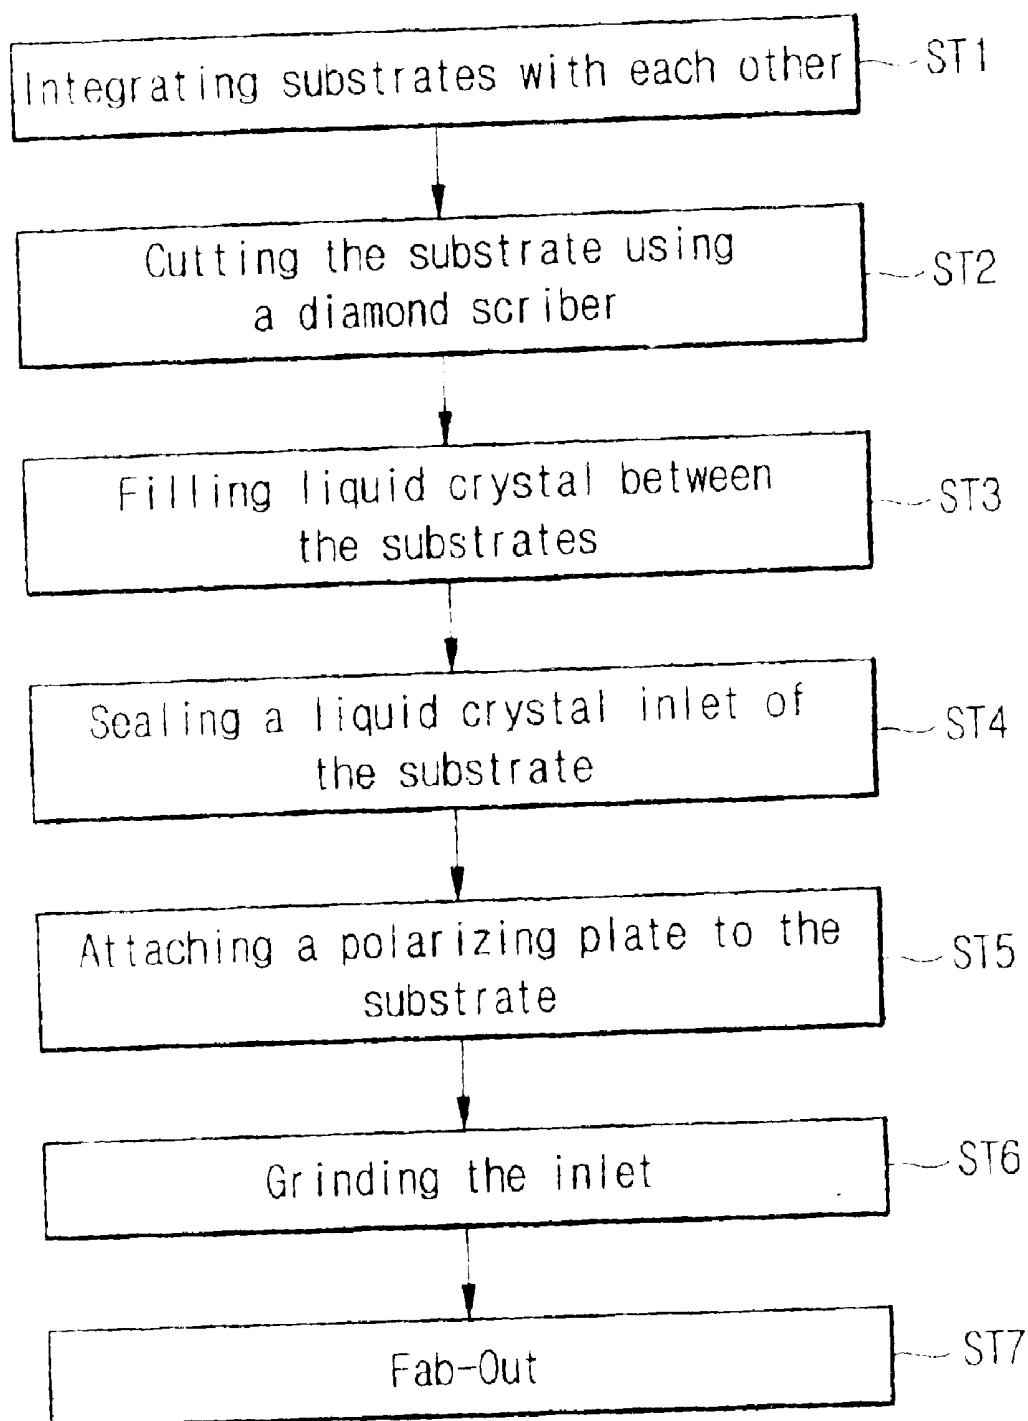 Integrating substrates with each other
ST1
Cutting the substrate using
a diamond scriber
ST2
Filling liquid crystal between
the substrates
ST3
Sealing a liquid crystal inlet of
the substrate
ST4
Attaching a polarizing plate to the
substrate
ST5
Grinding the inlet
ST6
Fab-Out
ST7